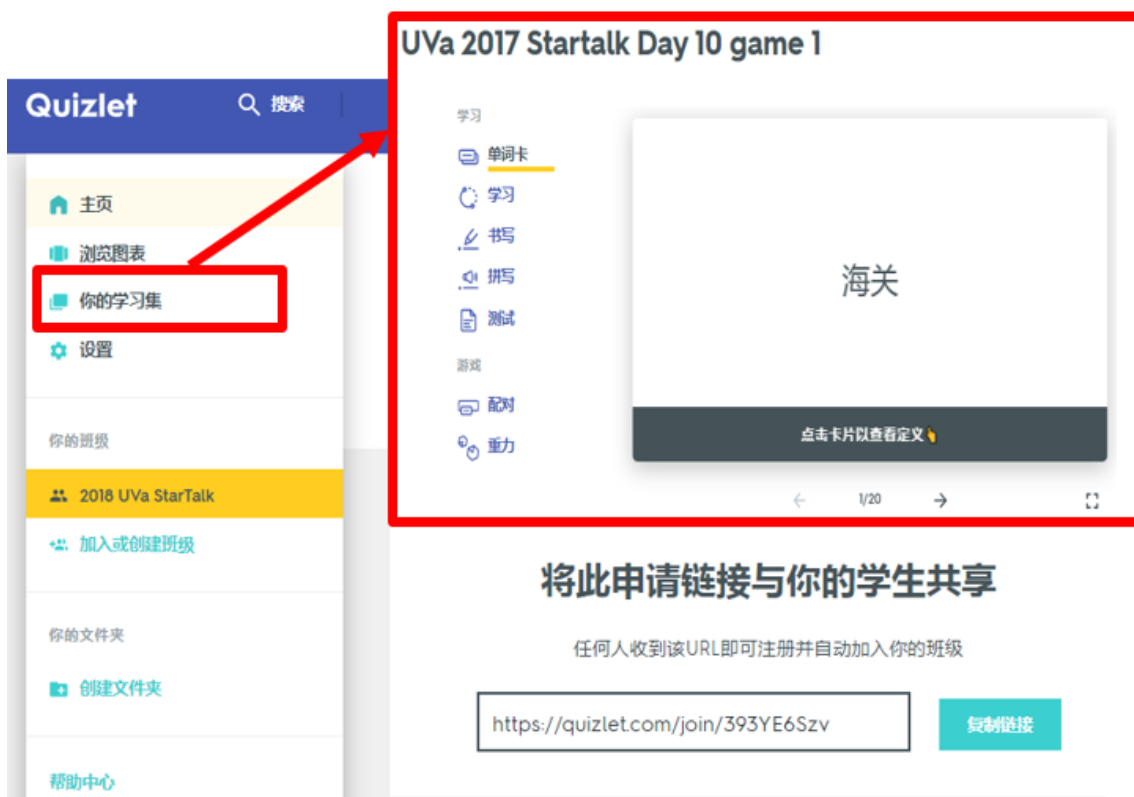 UVa 2017 Startalk Day 10 game 1
Quizlet
搜索
主页
浏览图表
你的学习集
设置
你的班级
2018 UVa StarTalk
加入或创建班级
你的文件夹
创建文件夹
帮助中心
学习
单词卡
学习
书写
拼写
测试
游戏
配对
重力
海关
点击卡片以查看定义👆
1/20
将此申请链接与你的学生共享
任何人收到该URL即可注册并自动加入你的班级
https://quizlet.com/join/393YE6Szv
复制链接